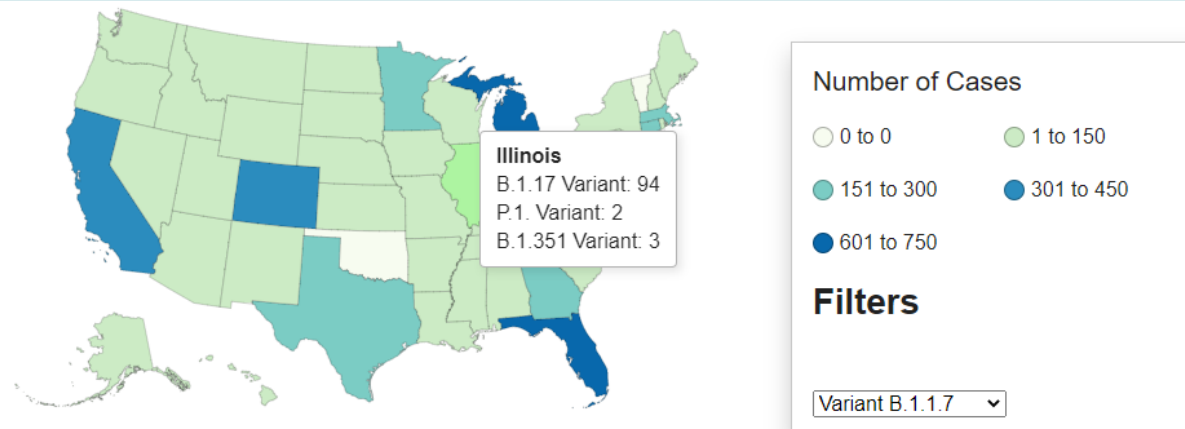 Illinois
B.1.17 Variant: 94
P.1. Variant: 2
B.1.351 Variant: 3
Number of Cases
0 to 0
1 to 150
151 to 300
301 to 450
601 to 750
Filters
Variant B.1.1.7